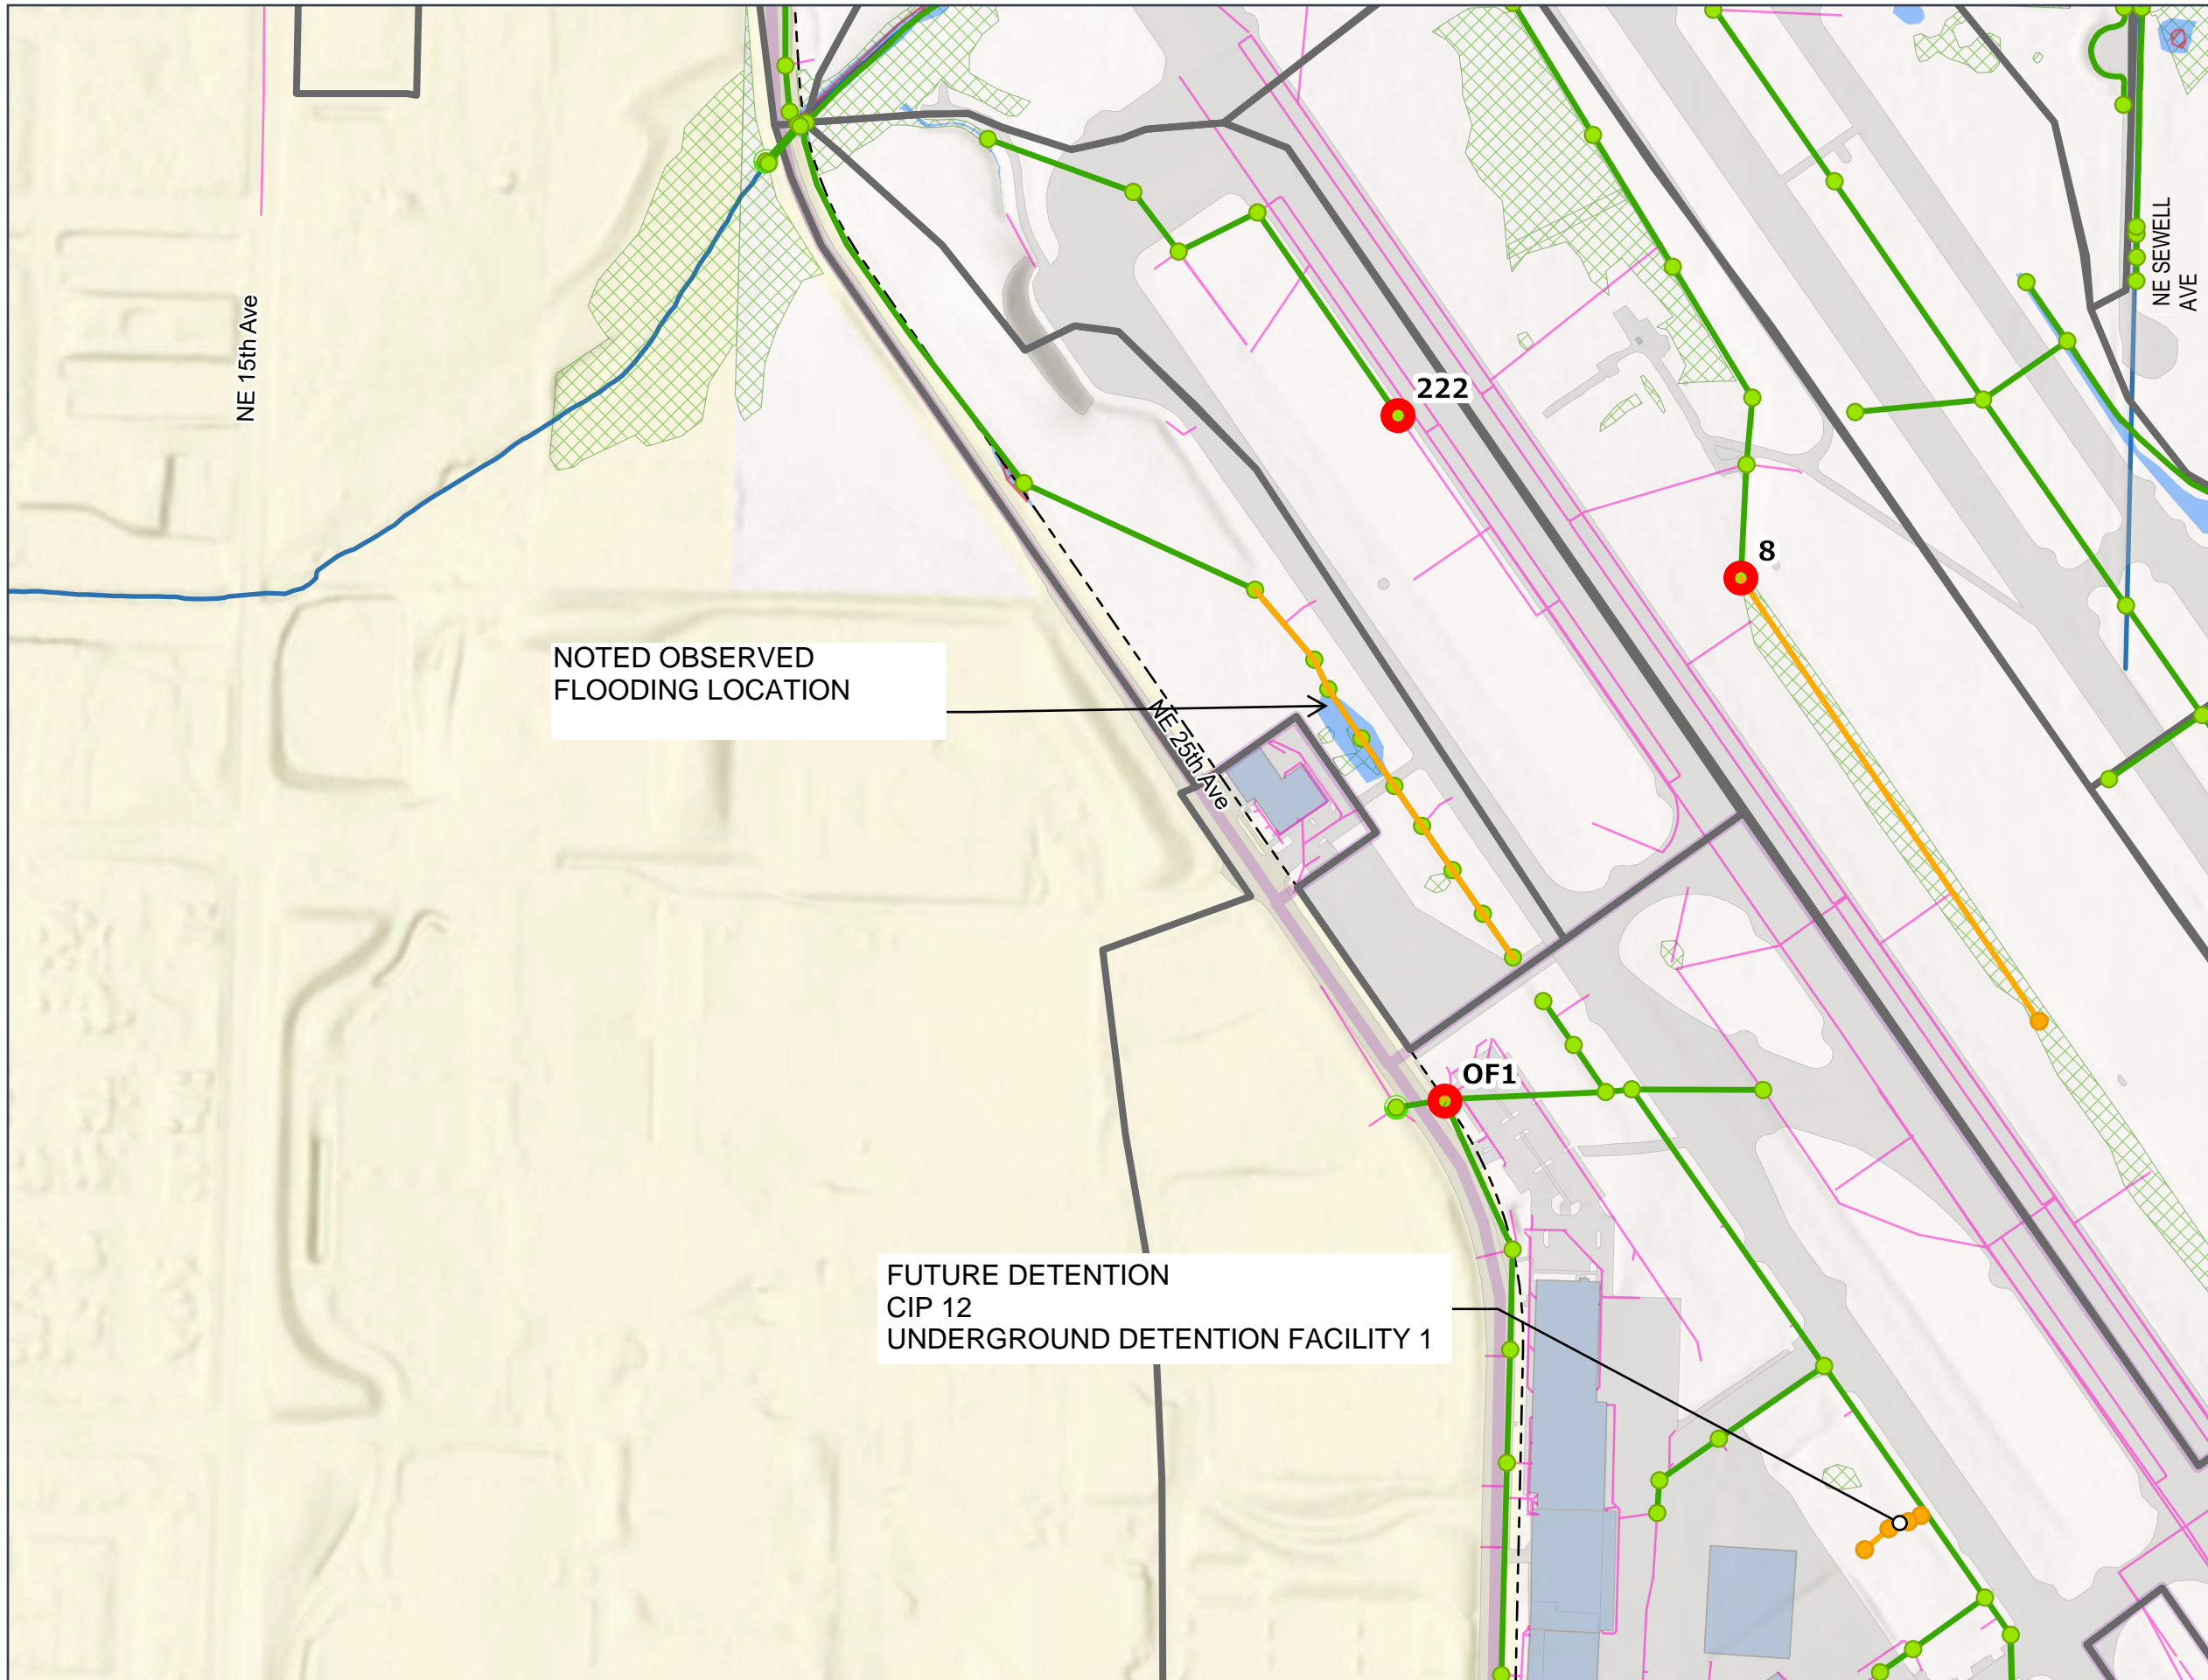 NE SEWELL
AVE
NE 15th Ave
222
8
NOTED OBSERVED
FLOODING LOCATION
NE 25th Ave
OF1
FUTURE DETENTION
CIP 12
UNDERGROUND DETENTION FACILITY 1